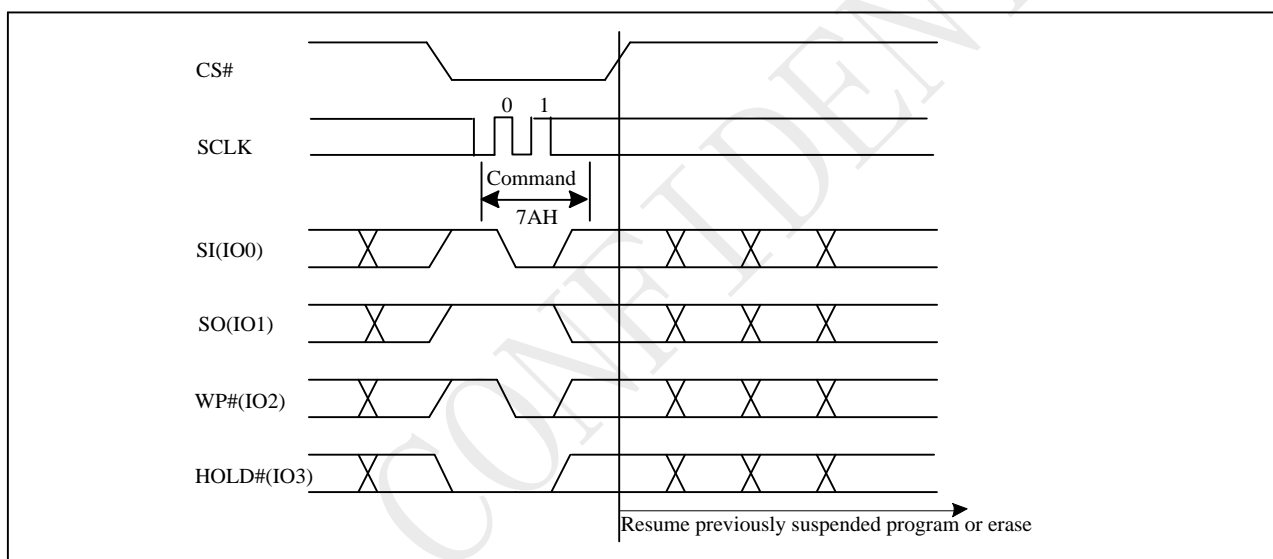 CS#
0 1
SCLK
Command
7AH
SI(IO0)
SO(IO1)
WP#(IO2)
HOLD#(IO3)
Resume previously suspended program or erase
CONFIDEN